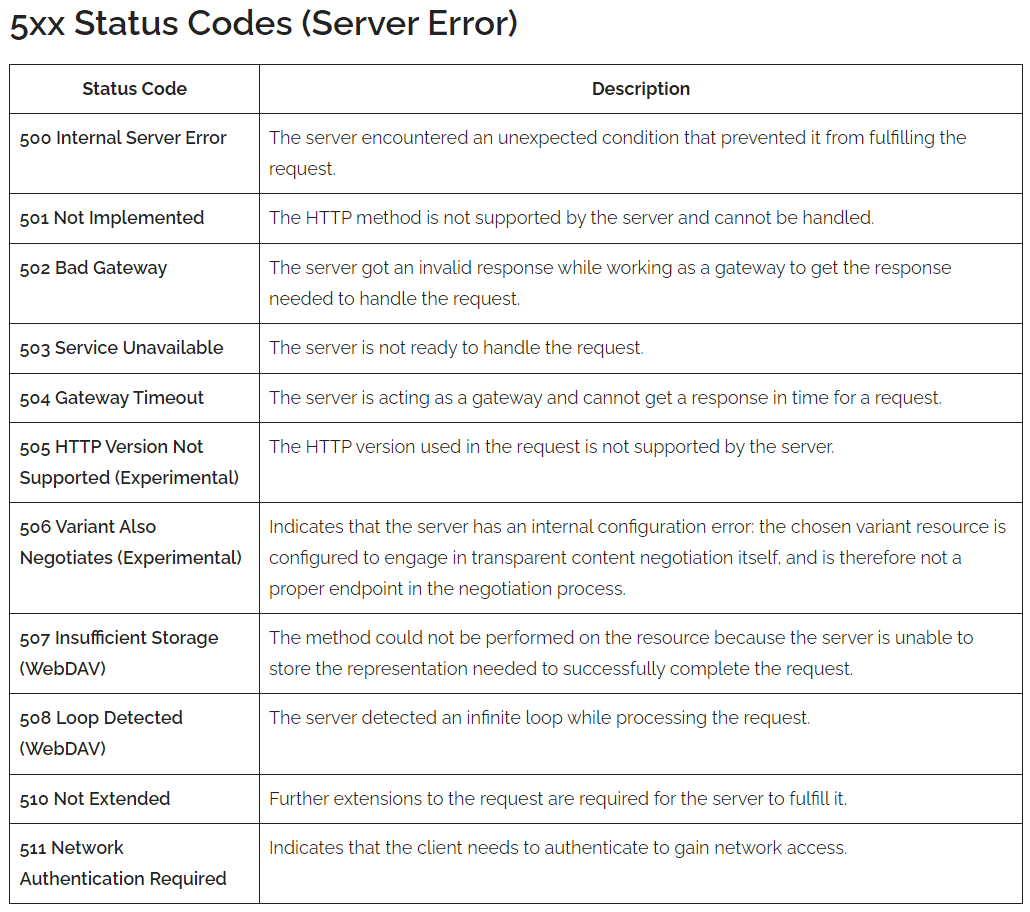 5xx Status Codes (Server Error)
Status Code Description
500 Internal Server Error The server encountered an unexpected condition that prevented it from fulfilling the
request.
501 Not Implemented The HTTP method is not supported by the server and cannot be handled.
502 Bad Gateway The server got an invalid response while working as a gateway to get the response
needed to handle the request.
503 Service Unavailable The server is not ready to handle the request.
504 Gateway Timeout The server is acting as a gateway and cannot get a response in time for a request.
505 HTTP Version Not The HTTP version used in the request is not supported by the server.
Supported (Experimental)
506 Variant Also Indicates that the server has an internal configuration error: the chosen variant resource is
Negotiates (Experimental) configured to engage in transparent content negotiation itself, and is therefore not a
proper endpoint in the negotiation process.
507 Insufficient Storage The method could not be performed on the resource because the server is unable to
(WebDAV) store the representation needed to successfully complete the request.
508 Loop Detected The server detected an infinite loop while processing the request.
(WebDAV)
510 Not Extended Further extensions to the request are required for the server to fulfill it.
511 Network Indicates that the client needs to authenticate to gain network access.
Authentication Required